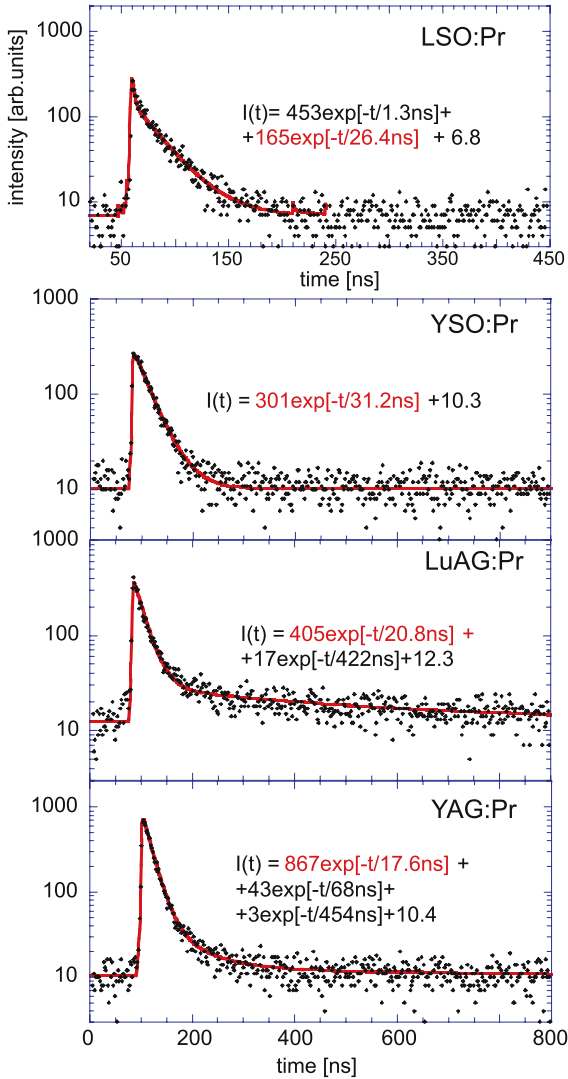 1000
100
10
intensity [arb.units]
LSO:Pr
I(t)= 453exp[-t/1.3ns]+
+165exp[-t/26.4ns] + 6.8
50 150 250 350 450
time [ns]
1000
100
10
YSO:Pr
I(t) = 301exp[-t/31.2ns] +10.3
1000
100
10
LuAG:Pr
I(t) = 405exp[-t/20.8ns] +
+17exp[-t/422ns]+12.3
1000
100
10
YAG:Pr
I(t) = 867exp[-t/17.6ns] +
+43exp[-t/68ns]+
+3exp[-t/454ns]+10.4
0 200 400 600 800
time [ns]